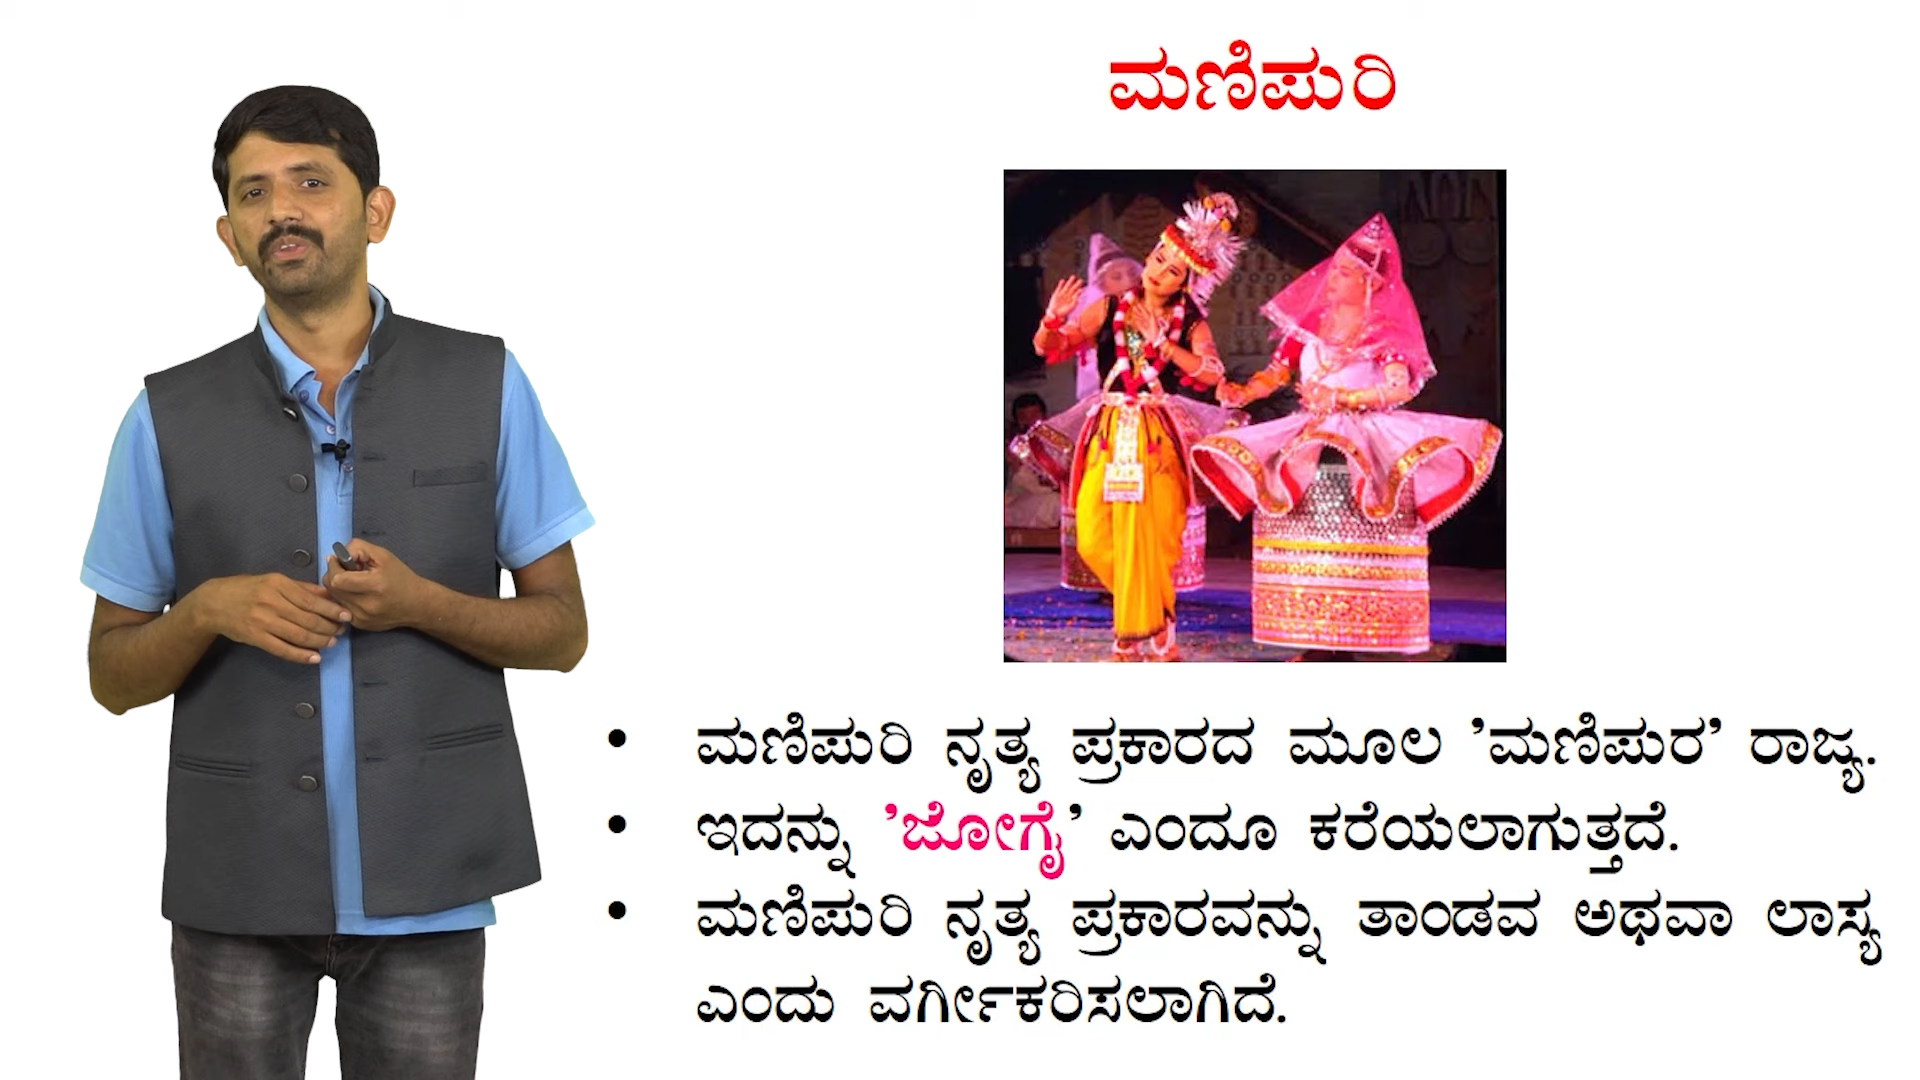 ಮಣಿಪುರಿ
• ಮಣಿಪುರಿ ನೃತ್ಯ ಪ್ರಕಾರದ ಮೂಲ ’ಮಣಿಪುರ’ ರಾಜ್ಯ.
• ಇದನ್ನು ’ಜೋಗೈ’ ಎಂದೂ ಕರೆಯಲಾಗುತ್ತದೆ.
• ಮಣಿಪುರಿ ನೃತ್ಯ ಪ್ರಕಾರವನ್ನು ತಾಂಡವ ಅಥವಾ ಲಾಸ್ಯ
ಎಂದು ವರ್ಗೀಕರಿಸಲಾಗಿದೆ.